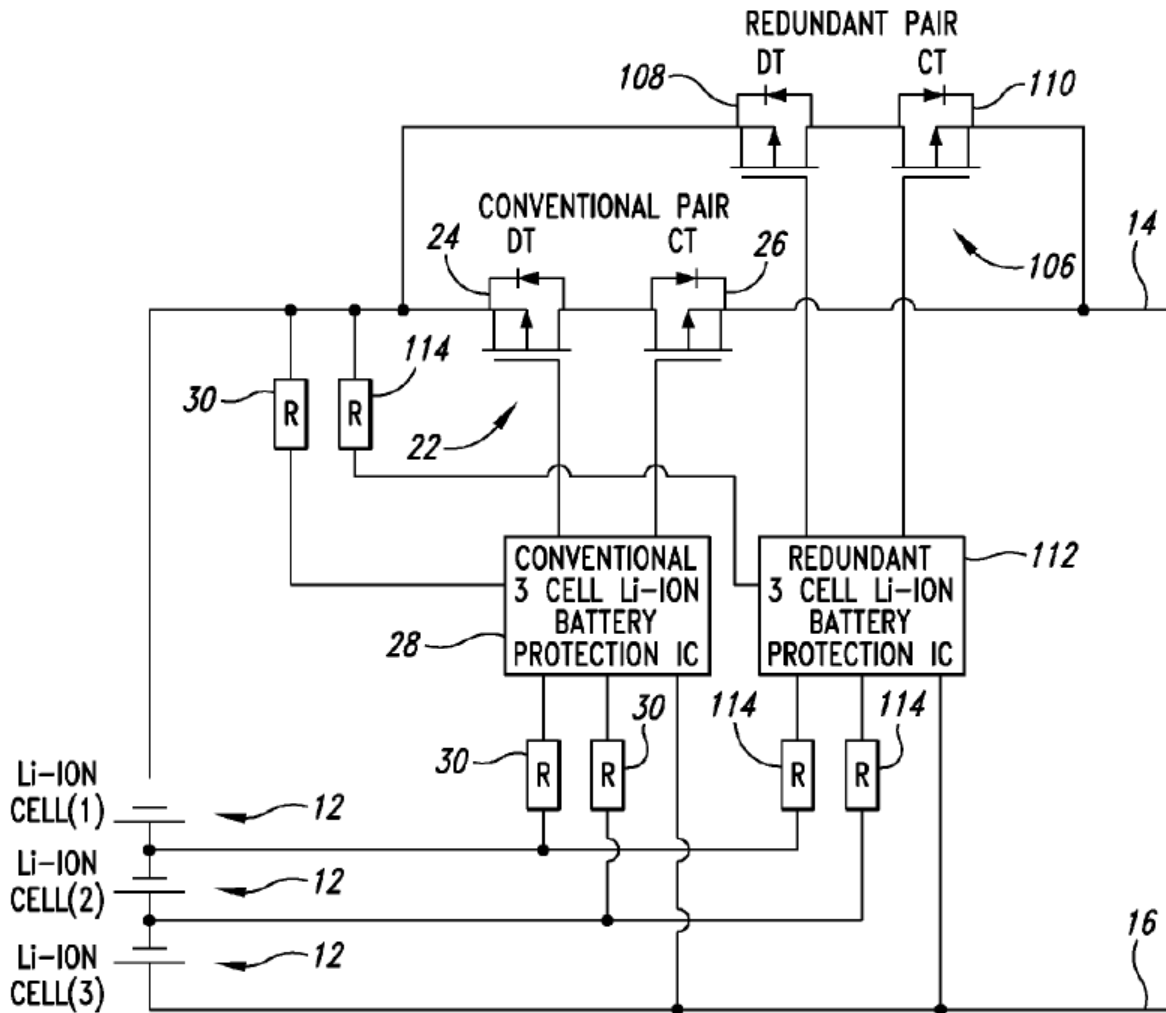 REDUNDANT PAIR
DT
CT
108
110
CONVENTIONAL PAIR
DT
CT
24
26
14
106
30
R
114
R
22
CONVENTIONAL
3 CELL Li-ION
BATTERY
PROTECTION IC
28
REDUNDANT
3 CELL Li-ION
BATTERY
PROTECTION IC
112
30
R
30
R
114
R
114
R
Li-ION
CELL(1)
12
Li-ION
CELL(2)
12
Li-ION
CELL(3)
12
16